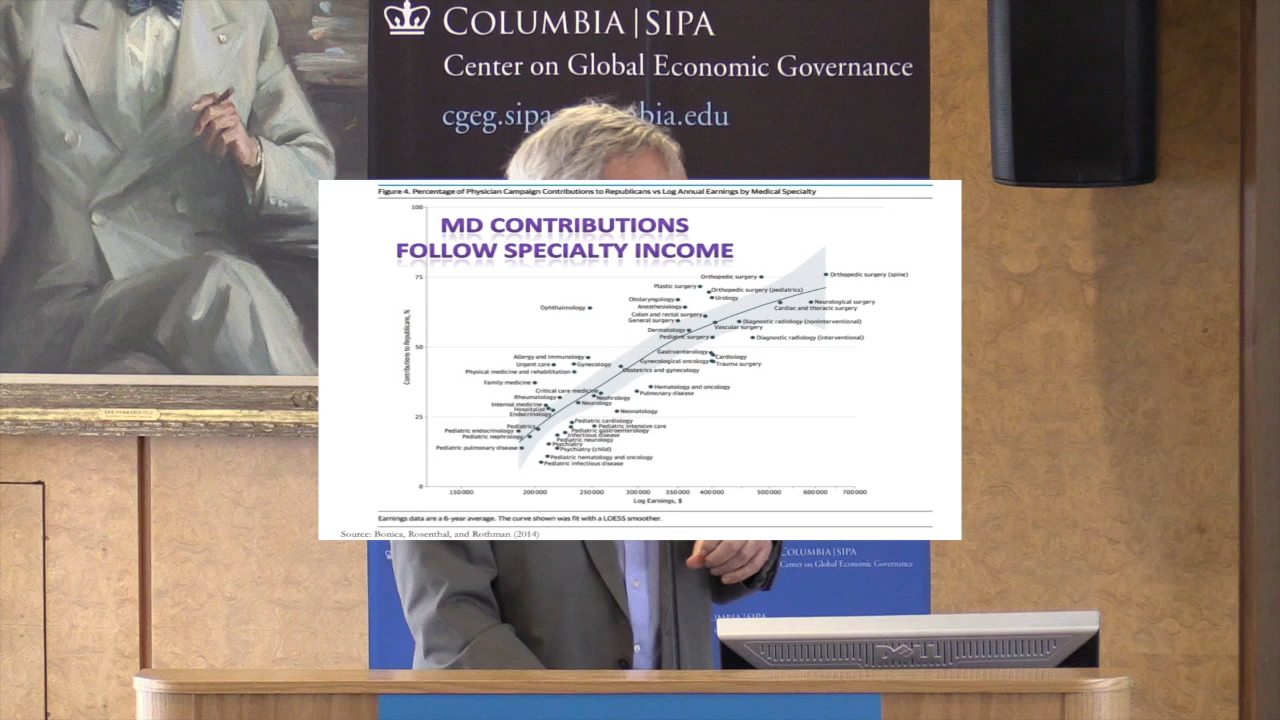 COLUMBIA|SIPA
Center on Global Economic Governance
cgeg.sipa bia.edu
Figure 4. Percentage of Physician Campaign Contributions to Republicans vs Log Annual Earnings by Medical Specialty
MD CONTRIBUTIONS
FOLLOW SPECIALTY INCOME
Contributions to Republicans, %
100
75
50
25
0
Orthopedic surgery
Orthopedic surgery (spine)
Plastic surgery
Orthopedic surgery (pediatrics)
Urology
Otolaryngology
Anesthesiology
Ophthalmology
Neurological surgery
Cardiac and thoracic surgery
Colon and rectal surgery
General surgery
Diagnostic radiology (noninterventional)
Vascular surgery
Dermatology
Pediatric surgery
Diagnostic radiology (interventional)
Gastroenterology
Cardiology
Allergy and immunology
Gynecological oncology
Trauma surgery
Urgent care
Gynecology
Obstetrics and gynecology
Physical medicine and rehabilitation
Family medicine
Hematology and oncology
Critical care medicine
Pulmonary disease
Rheumatology
Nephrology
Internal medicine
Neurology
Hospitalist
Endocrinology
Neonatology
Pediatric cardiology
Pediatrics
Pediatric intensive care
Pediatric endocrinology
Pediatric gastroenterology
Pediatric nephrology
Infectious disease
Pediatric neurology
Psychiatry
Pediatric pulmonary disease
Psychiatry (child)
Pediatric hematology and oncology
Pediatric infectious disease
150000 200000 250000 300000 350000 400000 500000 600000 700000
Log Earnings, $
Earnings data are a 6-year average. The curve shown was fit with a LOESS smoother.
Source: Bonica, Rosenthal, and Rothman (2014)
COLUMBIA|SIPA
Center on Global Economic Governance